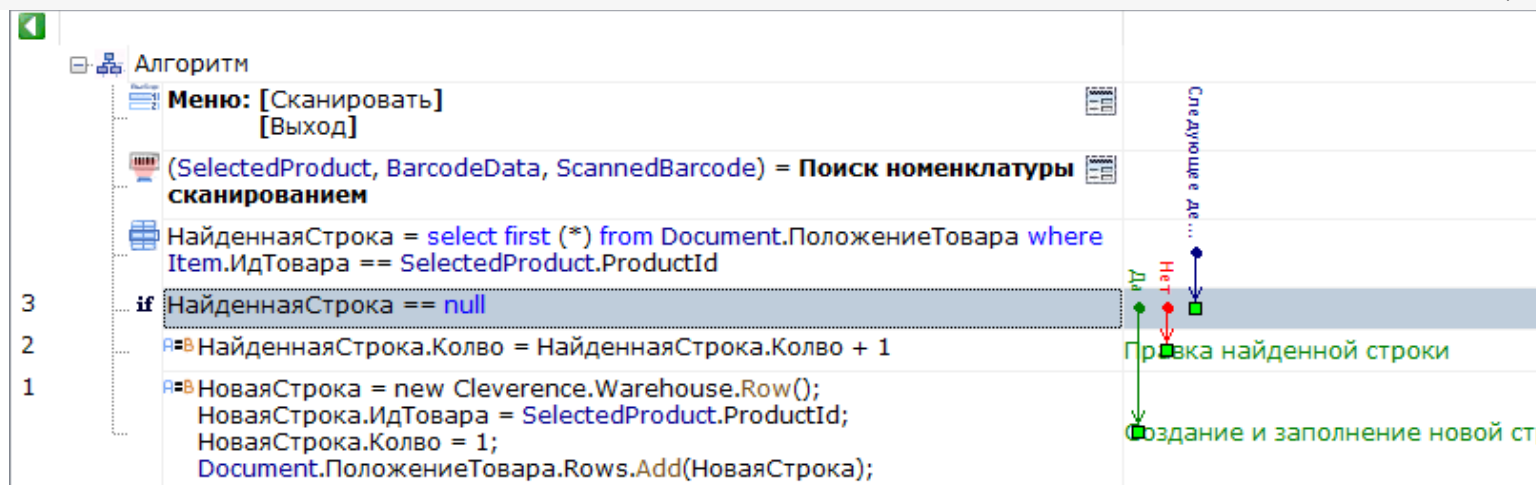 Алгоритм
Меню: [Сканировать]
[Выход]
Следующее де...
(SelectedProduct, BarcodeData, ScannedBarcode) = Поиск номенклатуры
сканированием
НайденнаяСтрока = select first (*) from Document.ПоложениеТовара where
Item.ИдТовара == SelectedProduct.ProductId
Да
Нет
3 if НайденнаяСтрока == null
2 A=B НайденнаяСтрока.Колво = НайденнаяСтрока.Колво + 1 Правка найденной строки
1 A=B НоваяСтрока = new Cleverence.Warehouse.Row();
НоваяСтрока.ИдТовара = SelectedProduct.ProductId;
НоваяСтрока.Колво = 1; Создание и заполнение новой ст
Document.ПоложениеТовара.Rows.Add(НоваяСтрока);